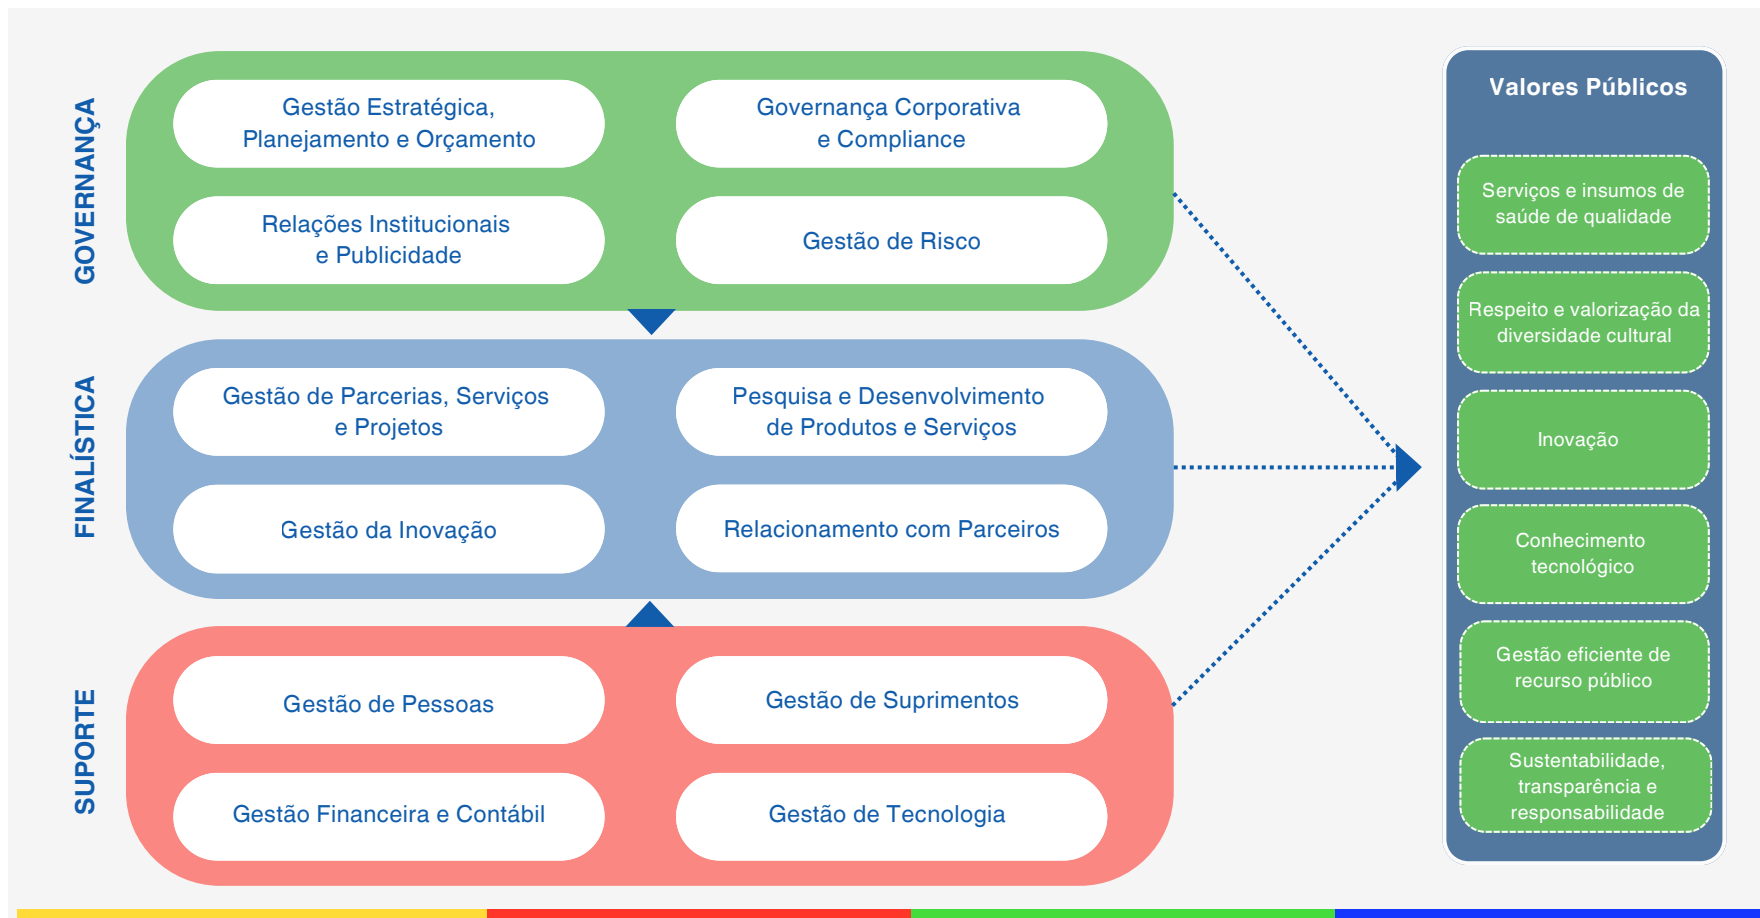 GOVERNANÇA
Gestão Estratégica,
Planejamento e Orçamento
Governança Corporativa
e Compliance
Relações Institucionais
e Publicidade
Gestão de Risco
FINALÍSTICA
Gestão de Parcerias, Serviços
e Projetos
Pesquisa e Desenvolvimento
de Produtos e Serviços
Gestão da Inovação
Relacionamento com Parceiros
SUPORTE
Gestão de Pessoas
Gestão de Suprimentos
Gestão Financeira e Contábil
Gestão de Tecnologia
Valores Públicos
Serviços e insumos de
saúde de qualidade
Respeito e valorização da
diversidade cultural
Inovação
Conhecimento
tecnológico
Gestão eficiente de
recurso público
Sustentabilidade,
transparência e
responsabilidade